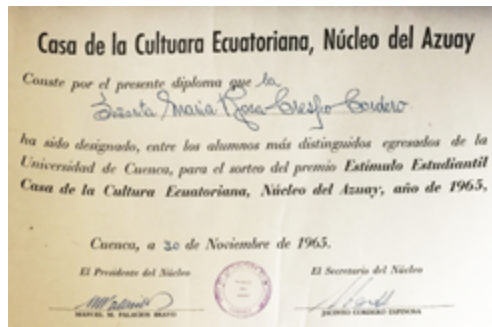 Casa de la Cultuara Ecuatoriana, Núcleo del Azuay
Conste por el presente diploma que la
Señorita Maria Rosa Crespo Cordero
ha sido designado, entre los alumnos más distinguidos egresados de la
Universidad de Cuenca, para el sorteo del premio Estímulo Estudiantil
Casa de la Cultura Ecuatoriana, Núcleo del Azuay, año de 1965,
Cuenca, a 30 de Noviembre de 1965.
El Presidente del Núcleo
El Secretario del Núcleo
MANUEL M. PALACIOS BRAVO
JACINTO CORDERO ESPINOSA